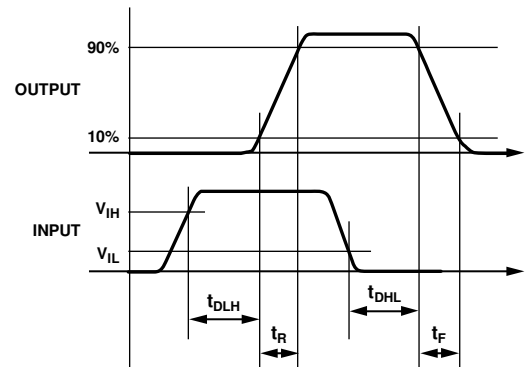 90%
OUTPUT
10%
V_IH
INPUT
V_IL
t_DLH
t_DHL
t_R
t_F